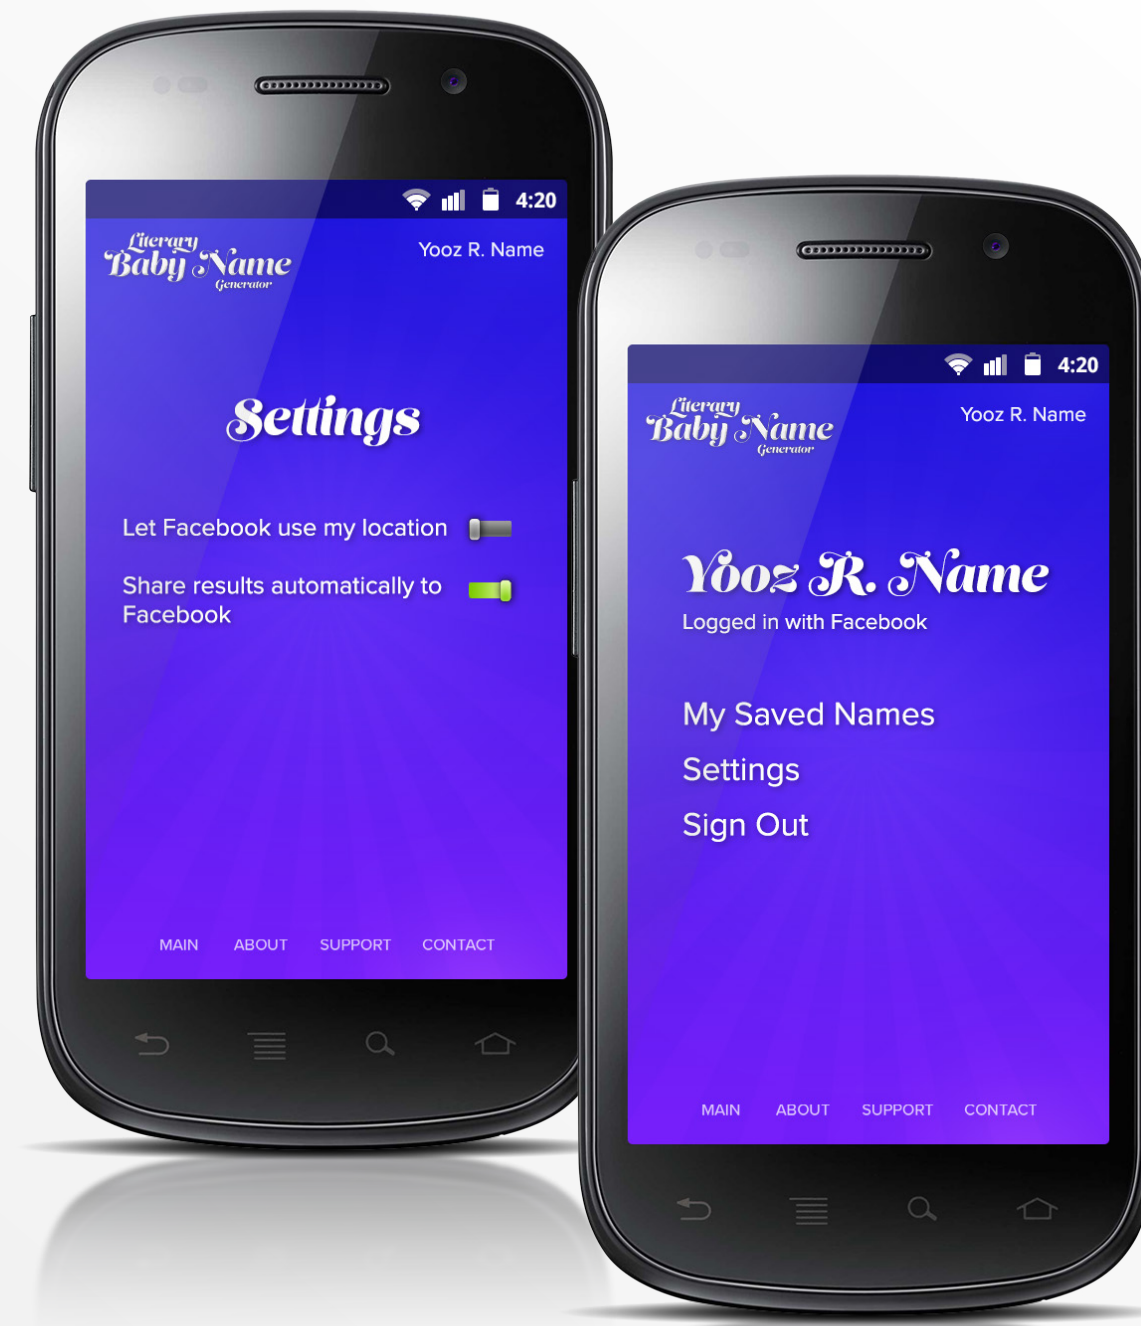 4:20
Literary
Baby Name
Generator
Yooz R. Name
Settings
Let Facebook use my location
Share results automatically to
Facebook
MAIN ABOUT SUPPORT CONTACT
4:20
Literary
Baby Name
Generator
Yooz R. Name
Yooz R. Name
Logged in with Facebook
My Saved Names
Settings
Sign Out
MAIN ABOUT SUPPORT CONTACT